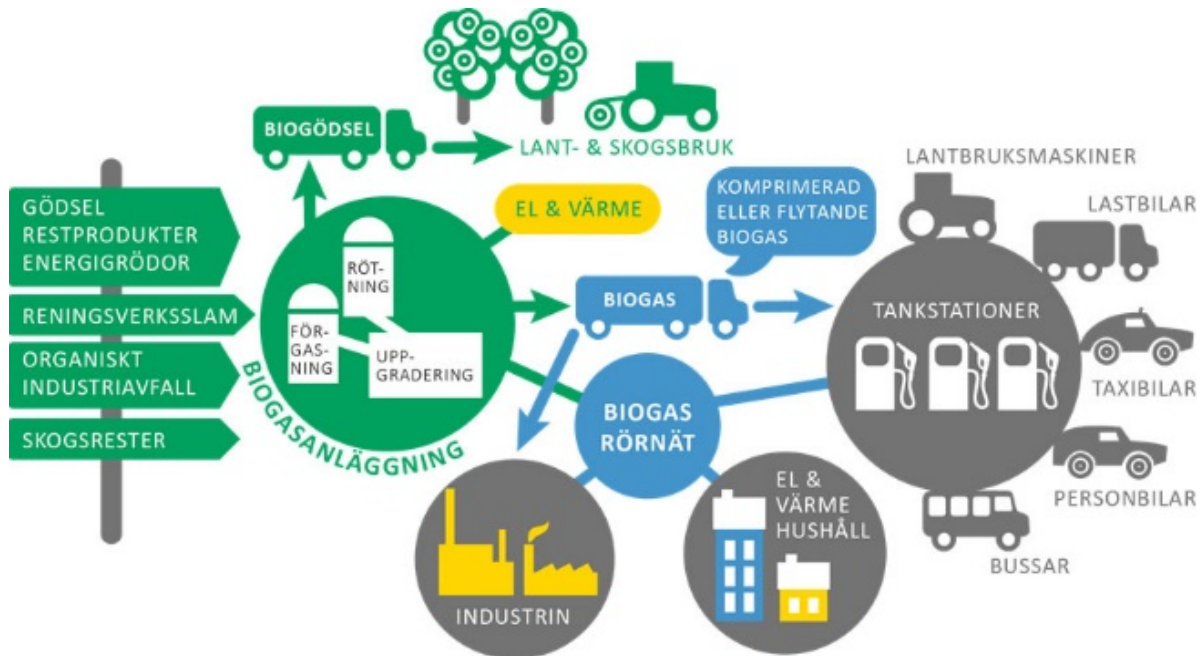 BIOGÖDSEL
LANT- & SKOGSBRUK
GÖDSEL
RESTPRODUKTER
ENERGIGRÖDOR
RENINGSVERKSSLAM
ORGANISKT
INDUSTRIAVFALL
SKOGSRESTER
RÖT-
NING
FÖR-
GAS-
NING
UPP-
GRADERING
BIOGASANLÄGGNING
EL & VÄRME
KOMPRIMERAD
ELLER FLYTANDE
BIOGAS
BIOGAS
BIOGAS
RÖRNÄT
INDUSTRIN
EL &
VÄRME
HUSHÅLL
LANTBRUKSMASKINER
LASTBILAR
TANKSTATIONER
TAXIBILAR
PERSONBILAR
BUSSAR